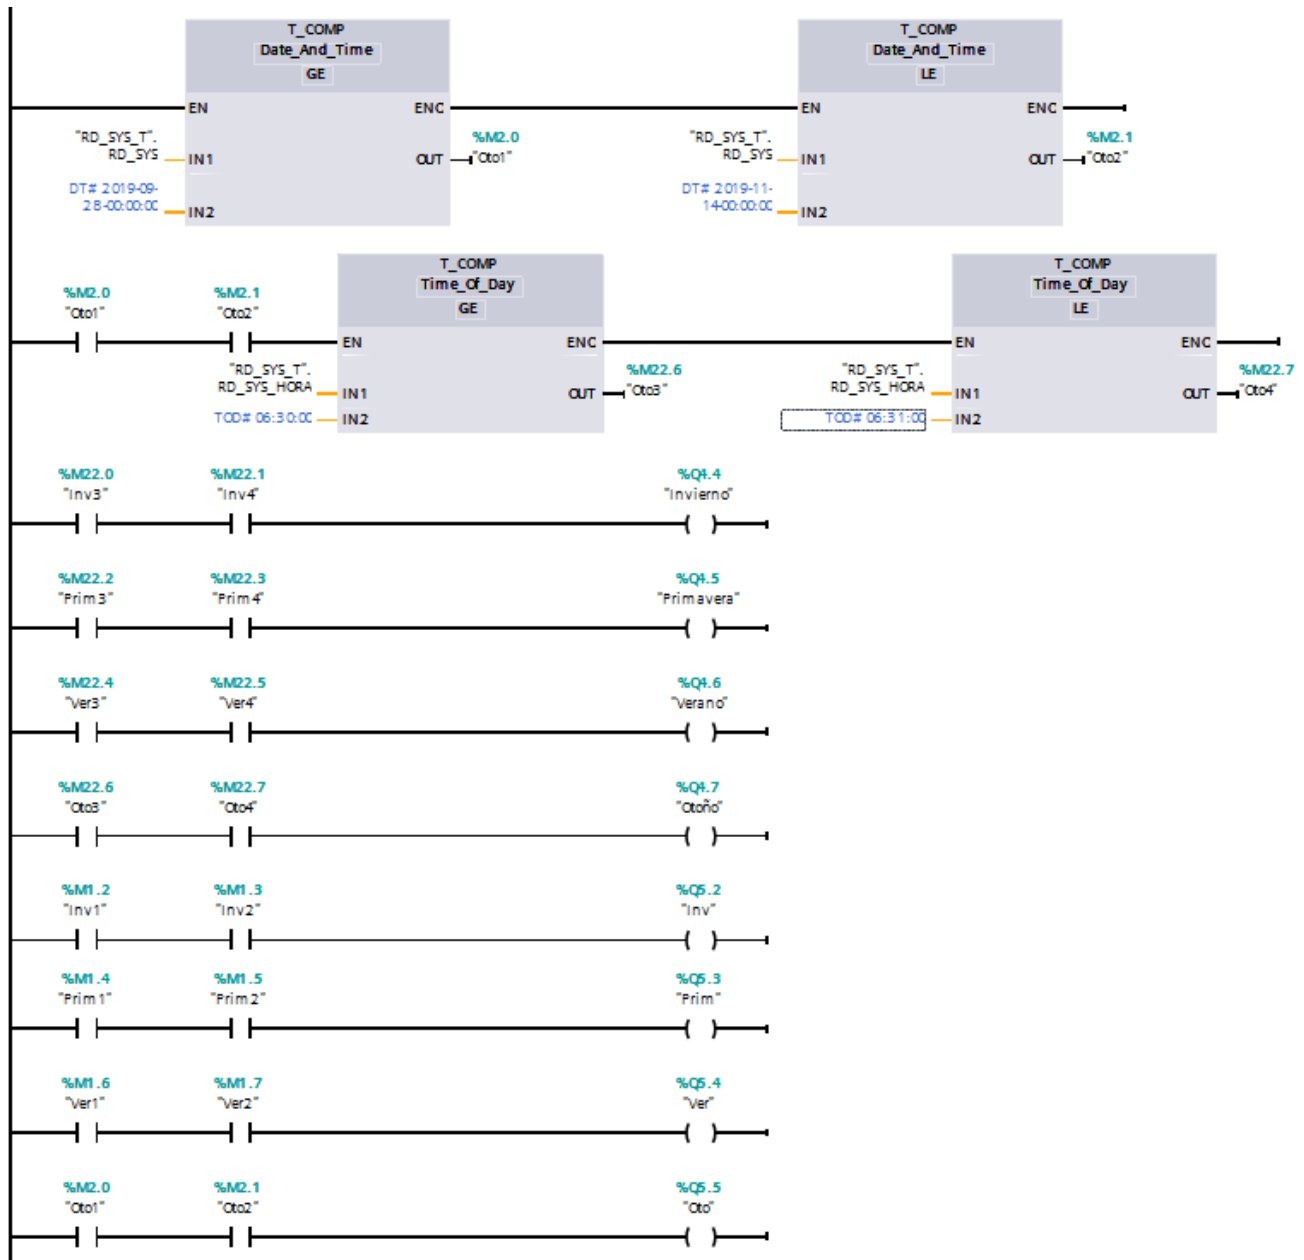 T_COMP
Date_And_Time
GE
T_COMP
Date_And_Time
LE
EN
ENO
EN
ENO
"RD_SYS_T".
RD_SYS
IN1
OUT
%M2.0
"Oto1"
"RD_SYS_T".
RD_SYS
IN1
OUT
%M2.1
"Oto2"
DT# 2019-09-
28-00:00:00
IN2
DT# 2019-11-
14-00:00:00
IN2
T_COMP
Time_Of_Day
GE
T_COMP
Time_Of_Day
LE
%M2.0
"Oto1"
%M2.1
"Oto2"
EN
ENO
EN
ENO
"RD_SYS_T".
RD_SYS_HORA
IN1
OUT
%M22.6
"Oto3"
"RD_SYS_T".
RD_SYS_HORA
IN1
OUT
%M22.7
"Oto4"
TOD# 06:30:00
IN2
TOD# 06:31:00
IN2
%M22.0
"Inv3"
%M22.1
"Inv4"
%Q4.4
"Invierno"
%M22.2
"Prim3"
%M22.3
"Prim4"
%Q4.5
"Primavera"
%M22.4
"Ver3"
%M22.5
"Ver4"
%Q4.6
"Verano"
%M22.6
"Oto3"
%M22.7
"Oto4"
%Q4.7
"Otoño"
%M1.2
"Inv1"
%M1.3
"Inv2"
%Q5.2
"Inv"
%M1.4
"Prim1"
%M1.5
"Prim2"
%Q5.3
"Prim"
%M1.6
"Ver1"
%M1.7
"Ver2"
%Q5.4
"Ver"
%M2.0
"Oto1"
%M2.1
"Oto2"
%Q5.5
"Oto"